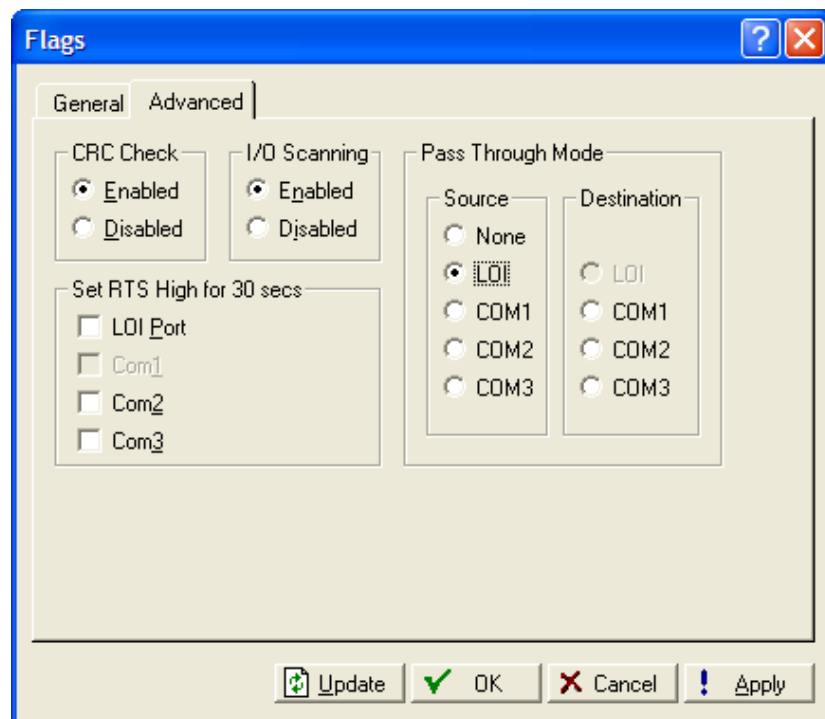 Flags
General Advanced
CRC Check
Enabled
Disabled
I/O Scanning
Enabled
Disabled
Set RTS High for 30 secs
LOI Port
Com1
Com2
Com3
Pass Through Mode
Source
None
LOI
COM1
COM2
COM3
Destination
LOI
COM1
COM2
COM3
Update OK Cancel Apply